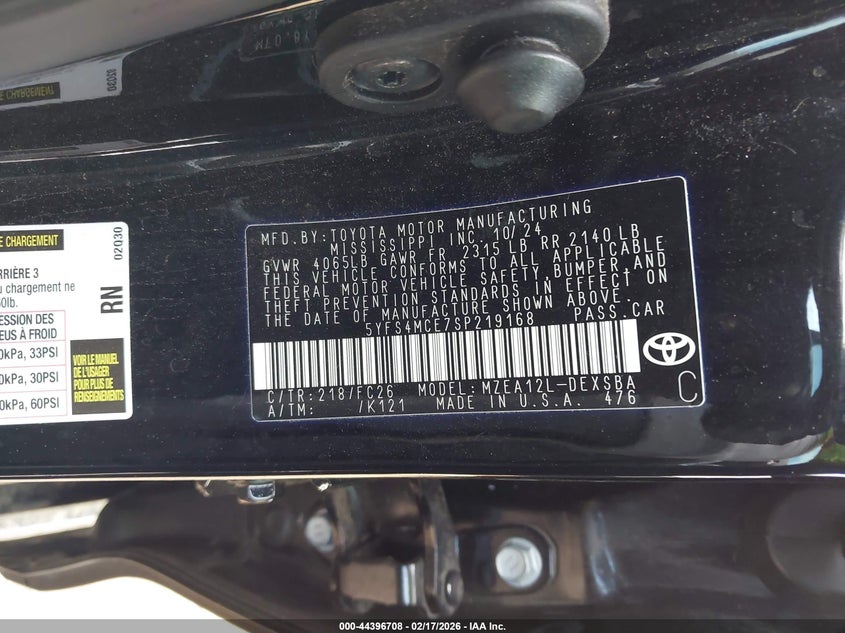 MFD. BY: TOYOTA MOTOR MANUFACTURING
MISSISSIPPI INC. 10/24
GVWR 4065LB GAWR FR 2315 LB RR 2140 LB
THIS VEHICLE CONFORMS TO ALL APPLICABLE
FEDERAL MOTOR VEHICLE SAFETY, BUMPER, AND
THEFT PREVENTION STANDARDS IN EFFECT ON
THE DATE OF MANUFACTURE SHOWN ABOVE.
5YFS4MCE7SP219168 PASS.CAR
C/TR: 218/FC26 MODEL: MZEA12L-DEXSBA
A/TM: /K121 MADE IN U.S.A. 476
C
E CHARGEMENT
RRIÈRE 3
u chargement ne
0lb.
RESSION DES
EUS À FROID
0kPa, 33PSI
0kPa, 30PSI
0kPa, 60PSI
VOIR LE MANUEL
DE L'USAGER
POUR PLUS DE
RENSEIGNEMENTS
RN
02Q30
000-44396708 - 02/17/2026 - IAA Inc.